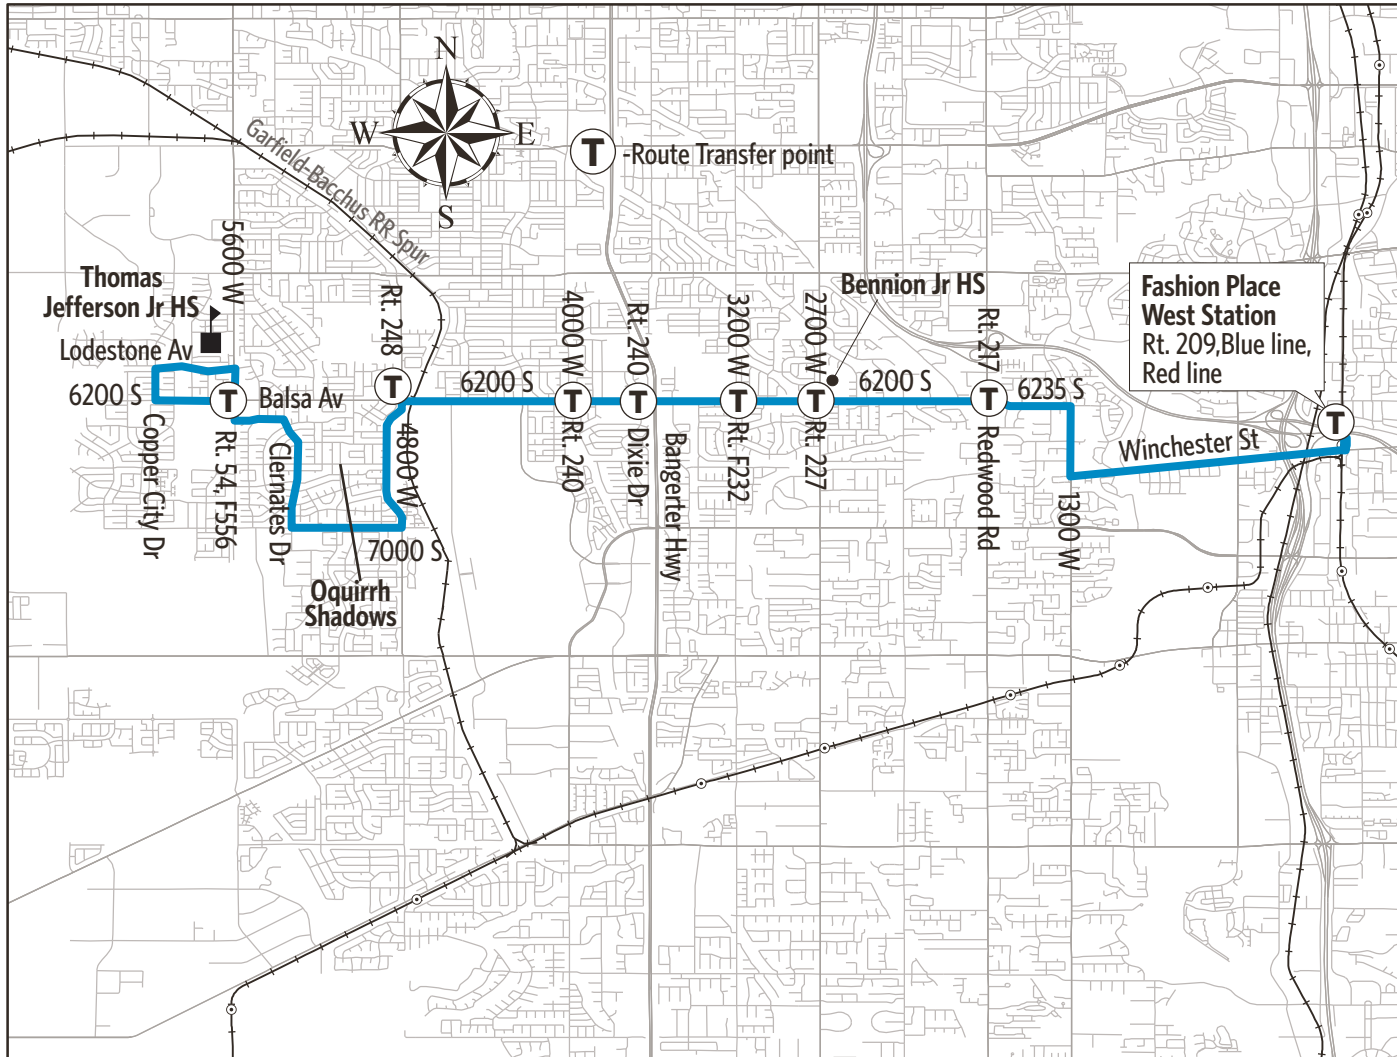 N
W
E
S
T
-Route Transfer point
Garfield-Bacchus RR Spur
5600 W
Thomas
Jefferson Jr HS
Lodestone Av
6200 S
T
Balsa Av
Copper City Dr
Rt. 54, F556
Clernates Dr
Rt. 248
T
4800 W
7000 S
Oquirrh
Shadows
6200 S
4000 W
T
Rt. 240
Rt. 240
T
Dixie Dr
Bangerter Hwy
3200 W
T
Rt. F232
2700 W
T
Rt. 227
Bennion Jr HS
6200 S
Rt. 217
T
Redwood Rd
6235 S
1300 W
Winchester St
Fashion Place
West Station
Rt. 209,Blue line,
Red line
T